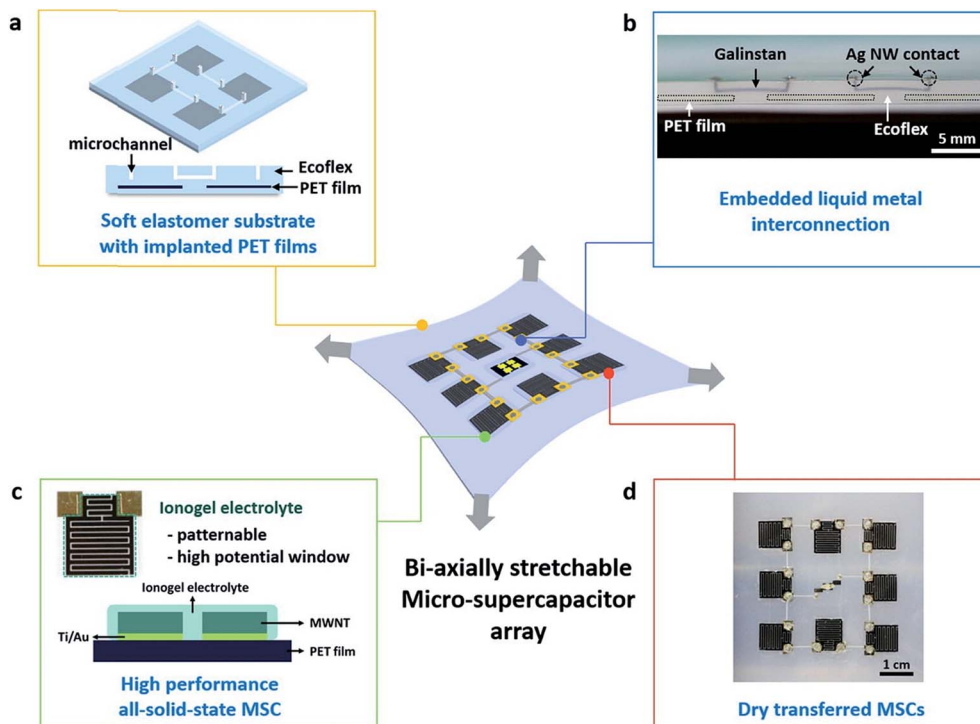 a
microchannel
Ecoflex
PET film
Soft elastomer substrate
with implanted PET films
b
Galinstan
Ag NW contact
PET film
Ecoflex
5 mm
Embedded liquid metal
interconnection
c
Ionogel electrolyte
- patternable
- high potential window
Ionogel electrolyte
MWNT
Ti/Au
PET film
High performance
all-solid-state MSC
Bi-axially stretchable
Micro-supercapacitor
array
d
1 cm
Dry transferred MSCs